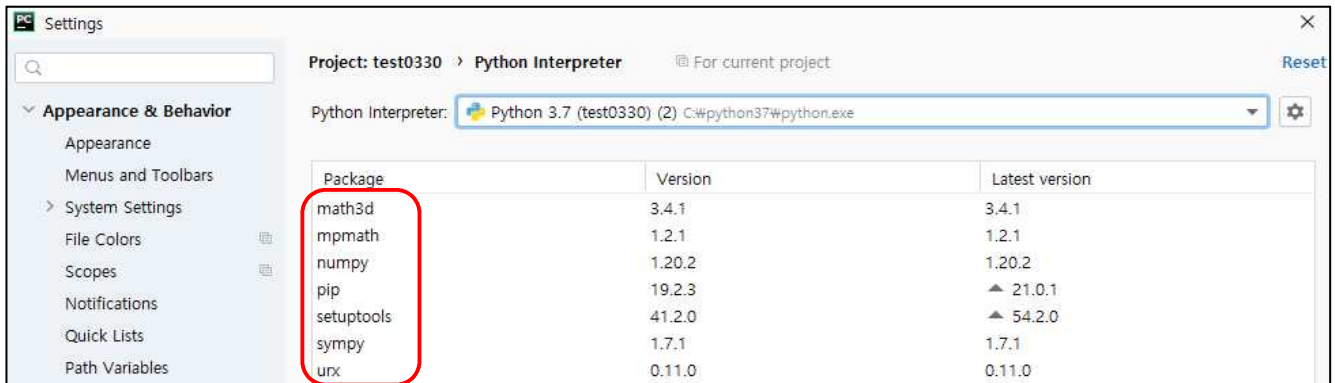 PC Settings
Project: test0330 > Python Interpreter For current project Reset
Python Interpreter: Python 3.7 (test0330) (2) C:₩python37₩python.exe
Appearance & Behavior
Appearance
Menus and Toolbars
System Settings
File Colors
Scopes
Notifications
Quick Lists
Path Variables
Package Version Latest version
math3d 3.4.1 3.4.1
mpmath 1.2.1 1.2.1
numpy 1.20.2 1.20.2
pip 19.2.3 ▲ 21.0.1
setuptools 41.2.0 ▲ 54.2.0
sympy 1.7.1 1.7.1
urx 0.11.0 0.11.0